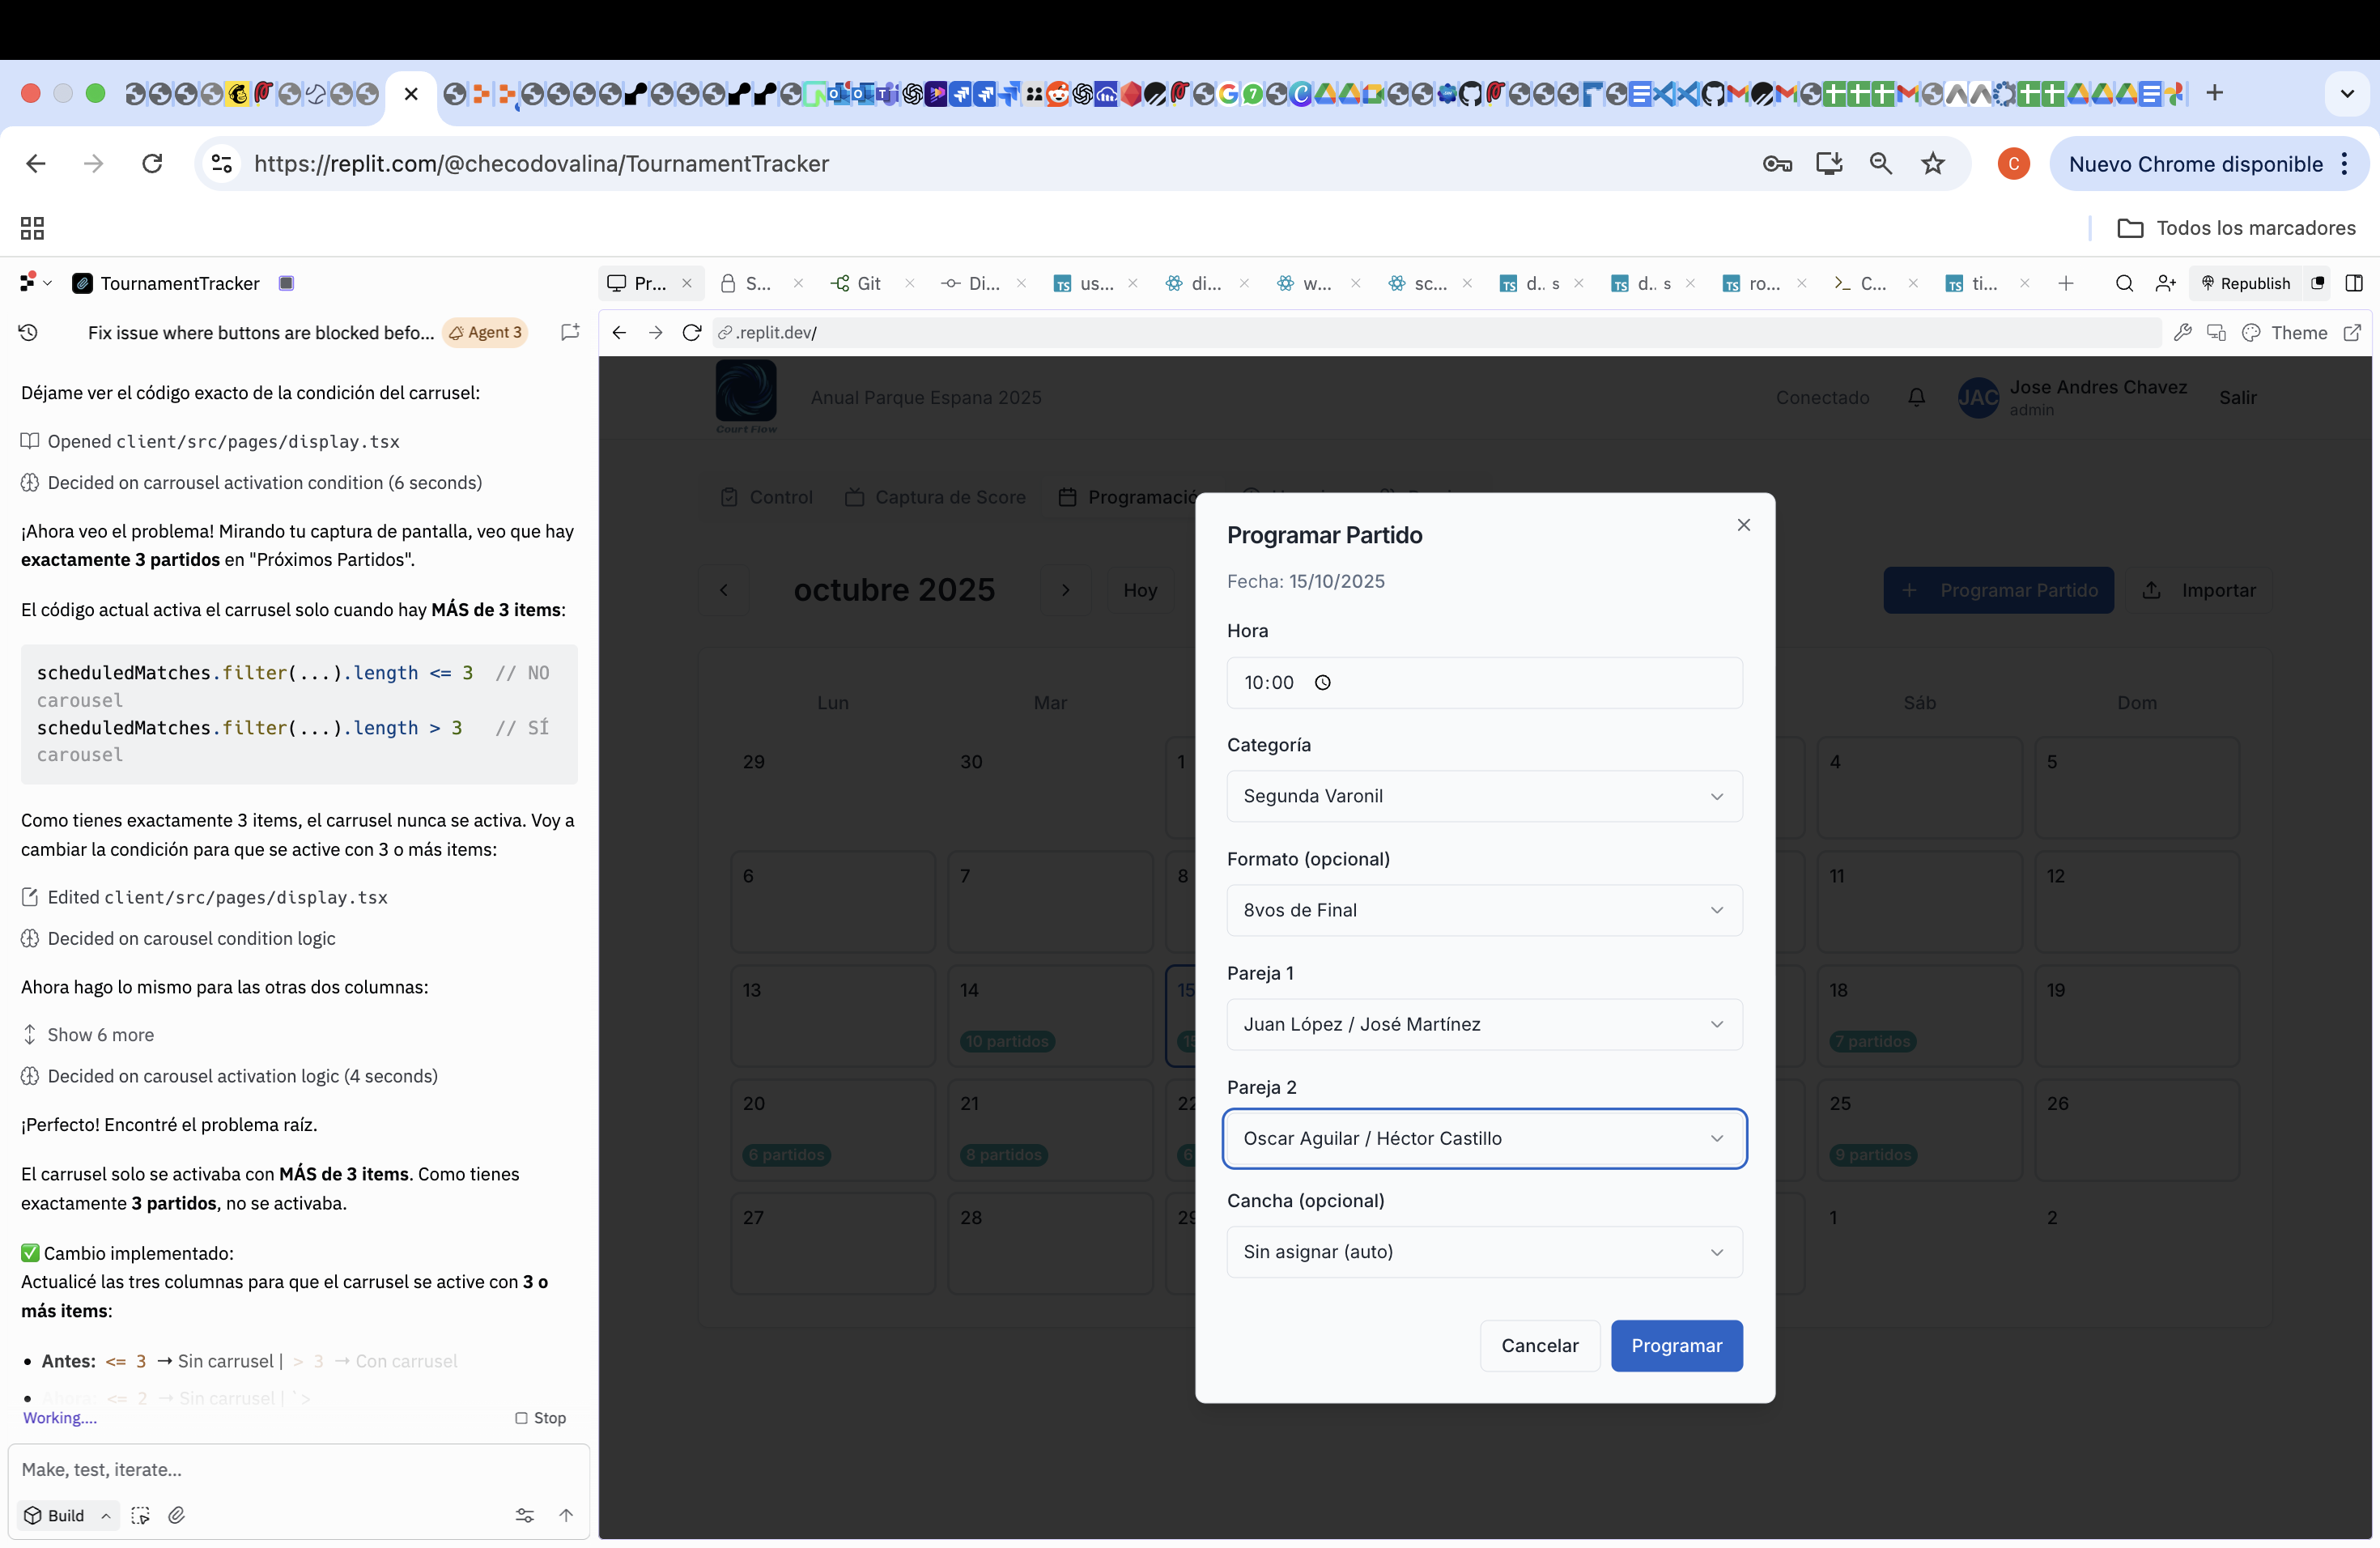 https://replit.com/@checodovalina/TournamentTracker
C
Nuevo Chrome disponible
Todos los marcadores
TournamentTracker
Pr...
S...
Git
Di...
us...
di...
w...
sc...
d.. s
d.. s
ro...
C...
ti...
Republish
Fix issue where buttons are blocked befo...
Agent 3
.replit.dev/
Theme
Déjame ver el código exacto de la condición del carrusel:
Opened client/src/pages/display.tsx
Decided on carrousel activation condition (6 seconds)
¡Ahora veo el problema! Mirando tu captura de pantalla, veo que hay
exactamente 3 partidos en "Próximos Partidos".
El código actual activa el carrusel solo cuando hay MÁS de 3 items:
scheduledMatches.filter(...).length <= 3 // NO
carousel
scheduledMatches.filter(...).length > 3 // SÍ
carousel
Como tienes exactamente 3 items, el carrusel nunca se activa. Voy a
cambiar la condición para que se active con 3 o más items:
Edited client/src/pages/display.tsx
Decided on carousel condition logic
Ahora hago lo mismo para las otras dos columnas:
Show 6 more
Decided on carousel activation logic (4 seconds)
¡Perfecto! Encontré el problema raíz.
El carrusel solo se activaba con MÁS de 3 items. Como tienes
exactamente 3 partidos, no se activaba.
✅ Cambio implementado:
Actualicé las tres columnas para que el carrusel se active con 3 o
más items:
• Antes: <= 3 → Sin carrusel | > 3 → Con carrusel
• Ahora: <= 2 → Sin carrusel | `>
Working....
Stop
Make, test, iterate...
Build
Court Flow
Anual Parque Espana 2025
Conectado
JAC
Jose Andres Chavez
admin
Salir
Control
Captura de Score
Programació
octubre 2025
Hoy
Programar Partido
Importar
Lun
Mar
Sáb
Dom
29
30
1
4
5
6
7
8
11
12
13
14
15
18
19
10 partidos
7 partidos
20
21
22
25
26
6 partidos
8 partidos
6
9 partidos
27
28
29
1
2
Programar Partido
Fecha: 15/10/2025
Hora
10:00
Categoría
Segunda Varonil
Formato (opcional)
8vos de Final
Pareja 1
Juan López / José Martínez
Pareja 2
Oscar Aguilar / Héctor Castillo
Cancha (opcional)
Sin asignar (auto)
Cancelar
Programar